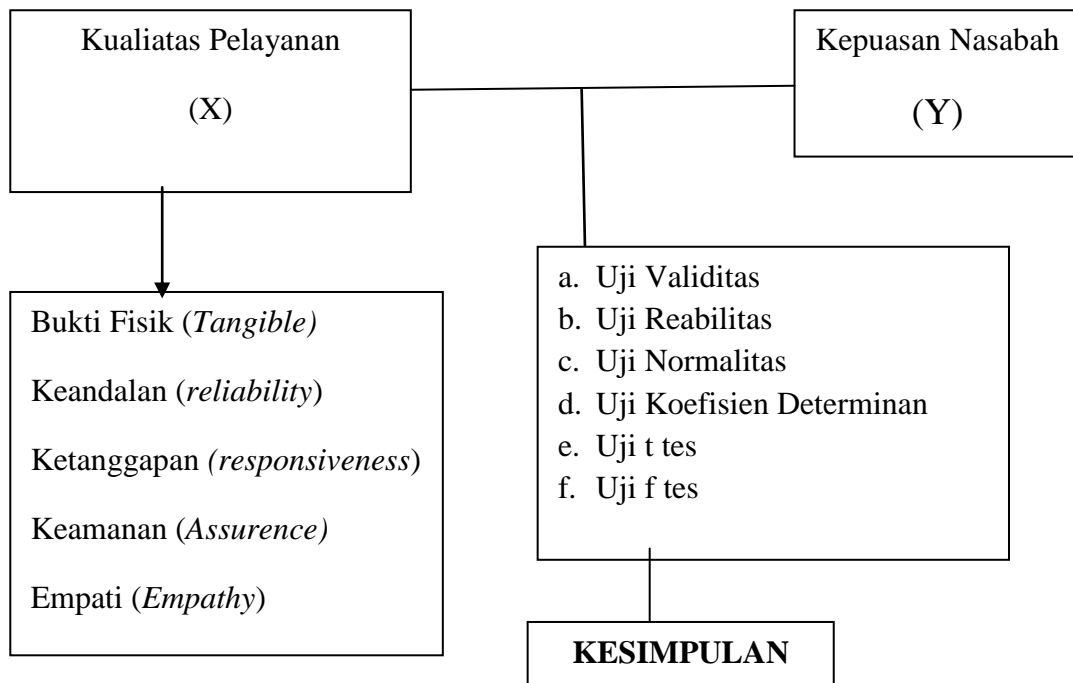 Kualiatas Pelayanan
(X)
Kepuasan Nasabah
(Y)
Bukti Fisik (Tangible)
Keandalan (reliability)
Ketanggapan (responsiveness)
Keamanan (Assurence)
Empati (Empathy)
a. Uji Validitas
b. Uji Reabilitas
c. Uji Normalitas
d. Uji Koefisien Determinan
e. Uji t tes
f. Uji f tes
KESIMPULAN